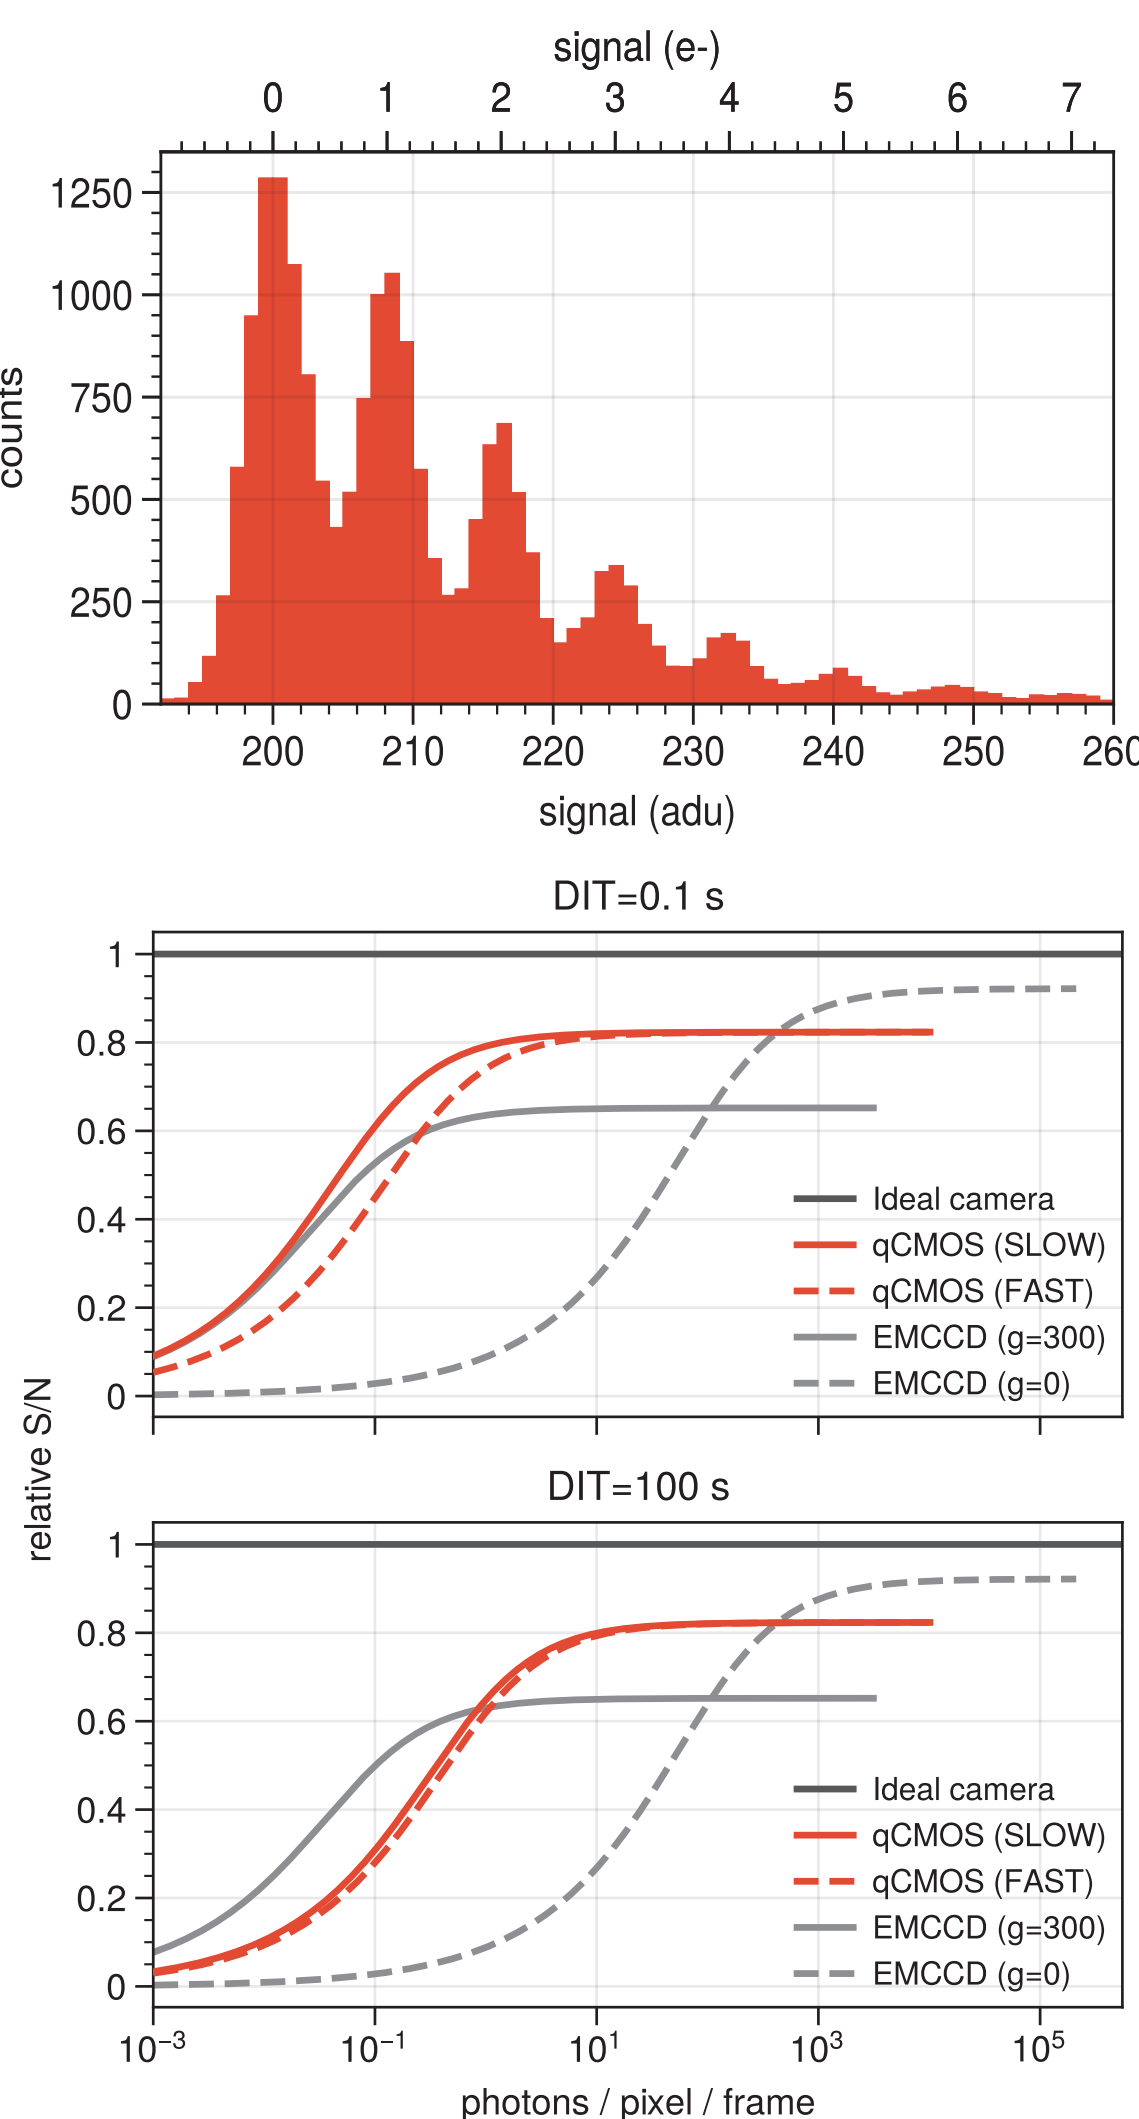 signal (e-)
0 1 2 3 4 5 6 7
1250
1000
750
500
250
0
counts
200 210 220 230 240 250 260
signal (adu)
DIT=0.1 s
1
0.8
0.6
0.4
0.2
0
Ideal camera
qCMOS (SLOW)
qCMOS (FAST)
EMCCD (g=300)
EMCCD (g=0)
relative S/N
DIT=100 s
1
0.8
0.6
0.4
0.2
0
Ideal camera
qCMOS (SLOW)
qCMOS (FAST)
EMCCD (g=300)
EMCCD (g=0)
10⁻³ 10⁻¹ 10¹ 10³ 10⁵
photons / pixel / frame